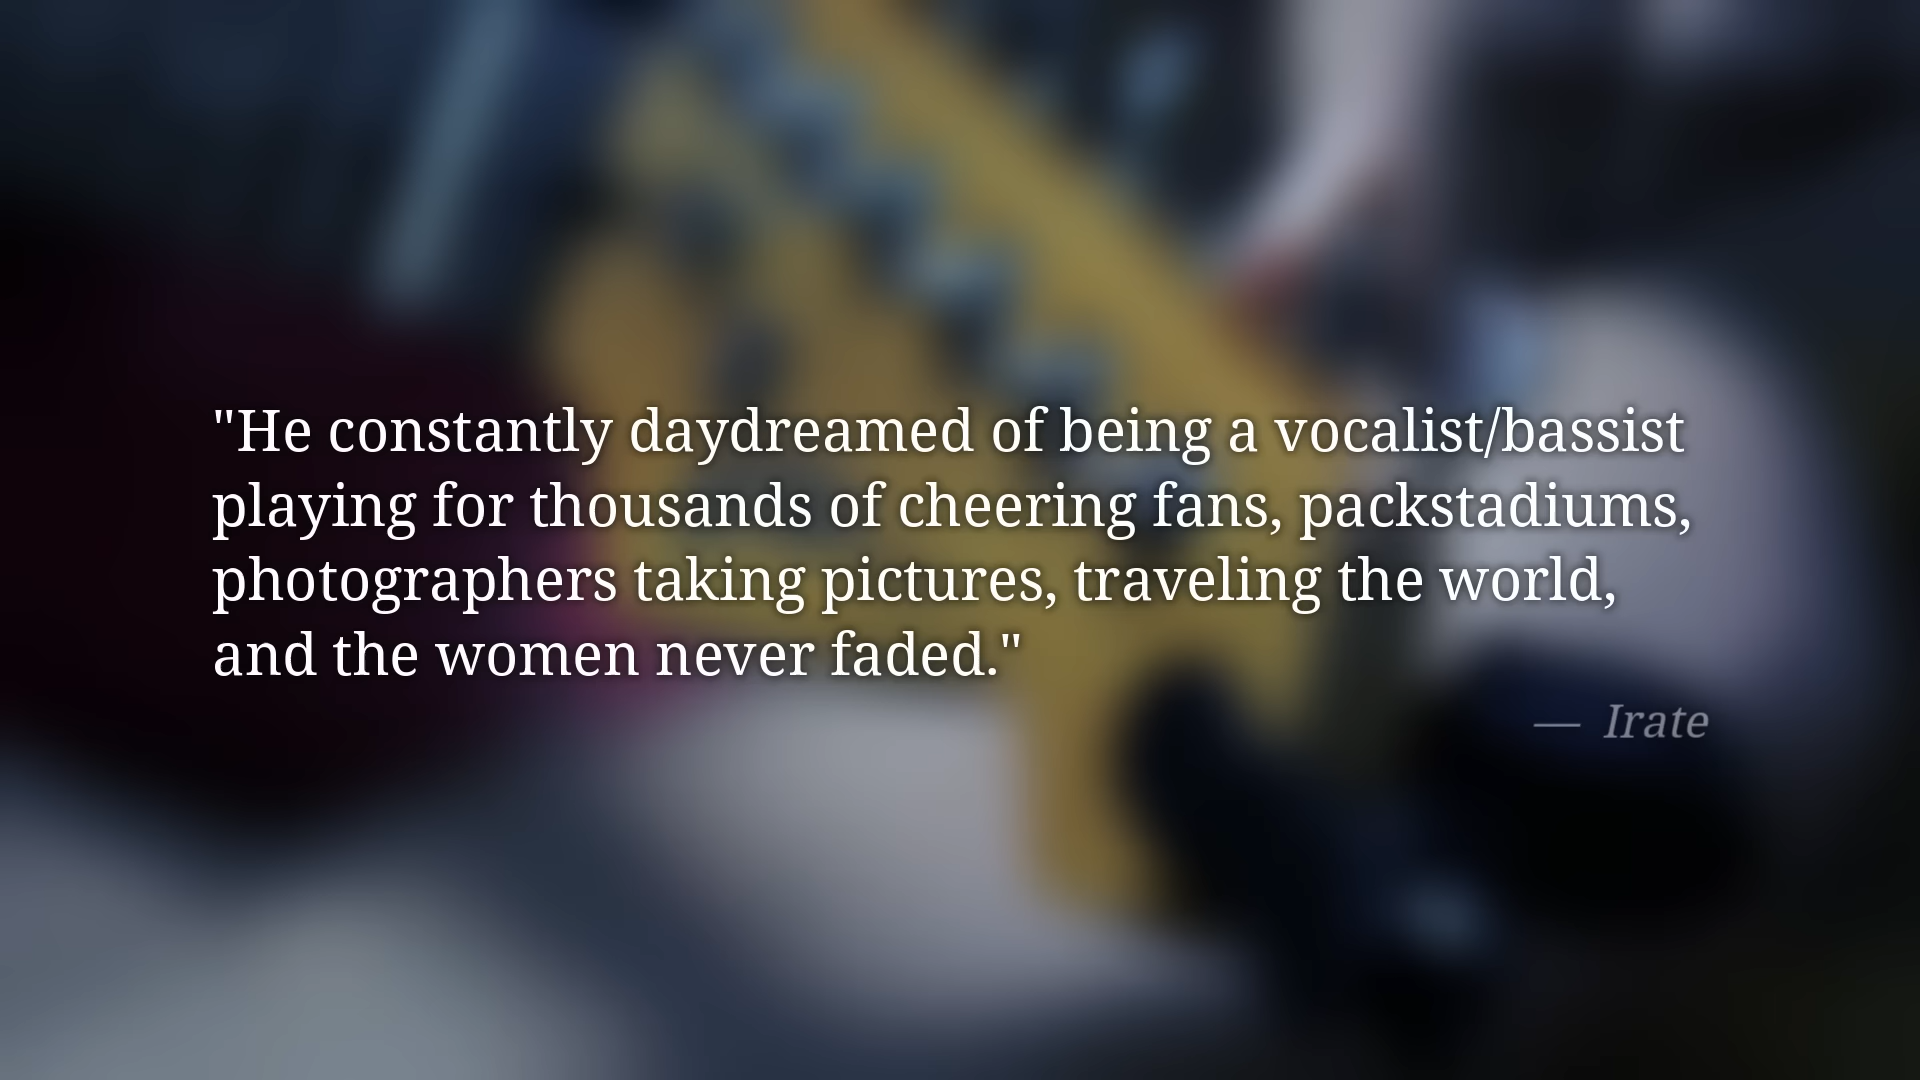 "He constantly daydreamed of being a vocalist/bassist
playing for thousands of cheering fans, packstadiums,
photographers taking pictures, traveling the world,
and the women never faded."
— Irate